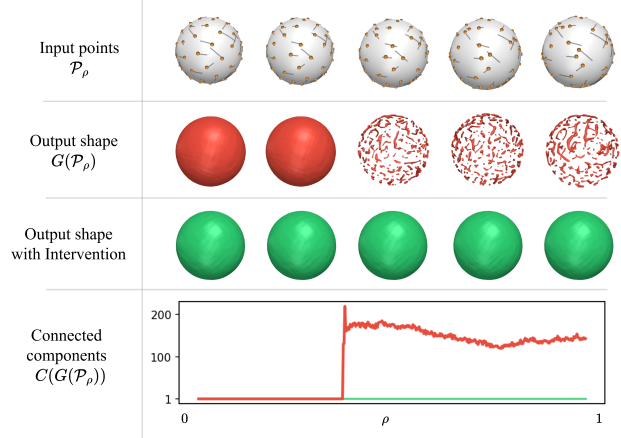 Input points
𝒫ρ
Output shape
G(𝒫ρ)
Output shape
with Intervention
Connected
components
C(G(𝒫ρ))
200
100
1
0
ρ
1